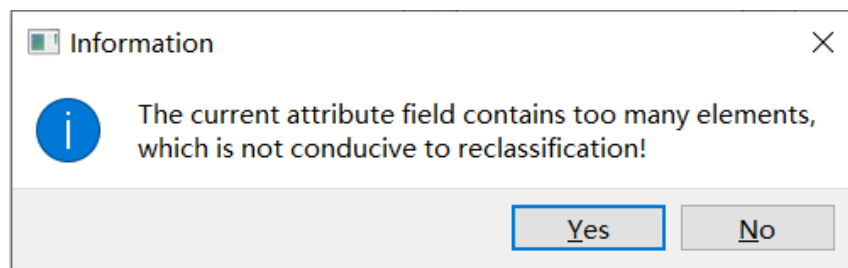 Information
The current attribute field contains too many elements,
which is not conducive to reclassification!
Yes
No